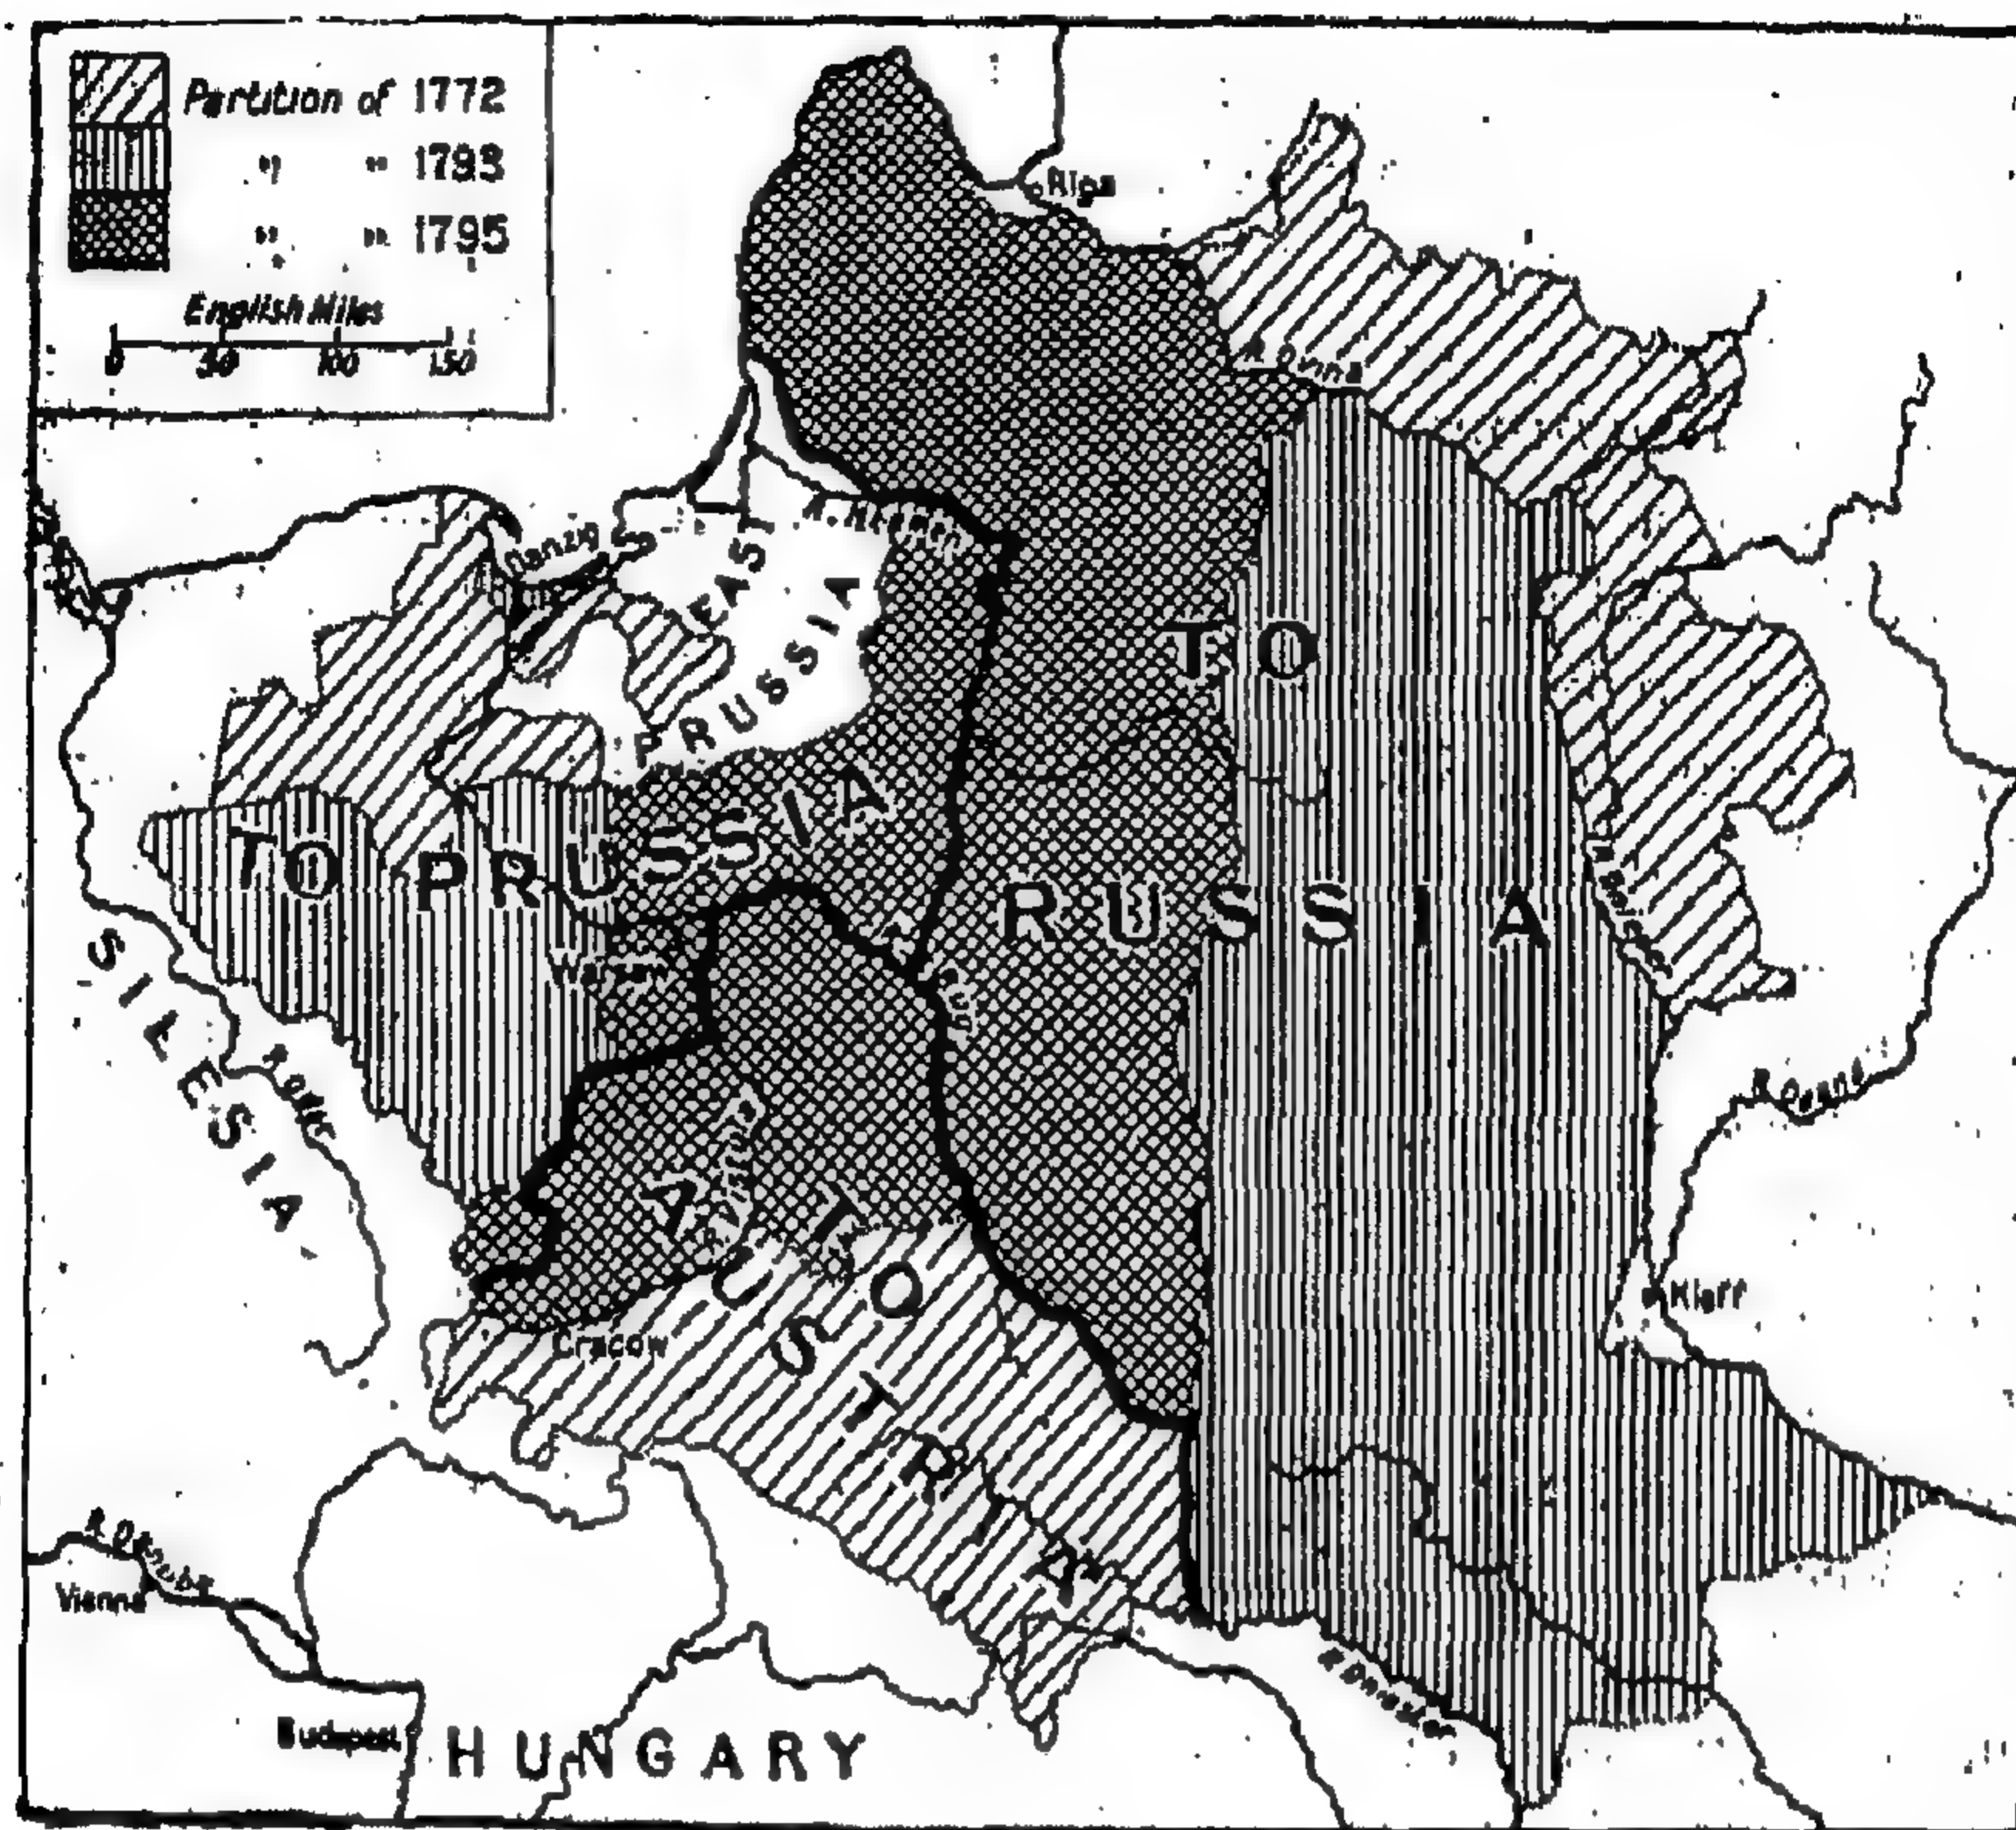 Partition of 1772
" " 1793
" " 1795
English Miles
0 50 100 150
Riga
R Dvina
Danzig
R. Niemen
EAST
PRUSSIA
TO
RUSSIA
TO PRUSSIA
Warsaw
R Dnieper
SILESIA
R Oder
R Desna
Kieff
TO
AUSTRIA
Cracow
R Danube
Vienna
Budapest
HUNGARY
R Dniester